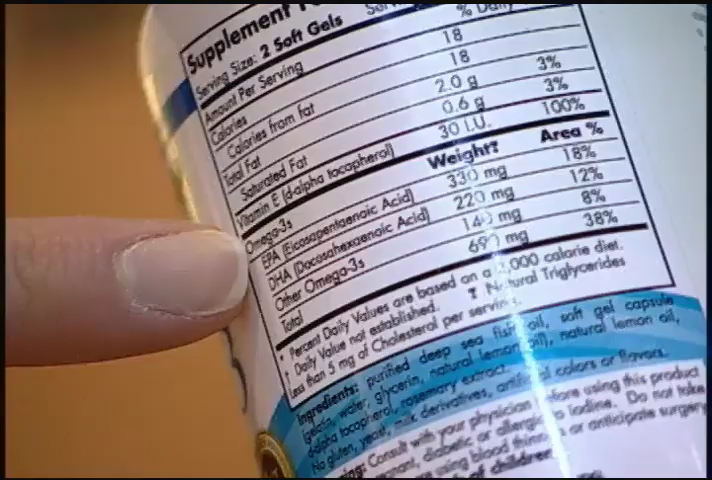 Supplement
Serving Size: 2 Soft Gels
% Daily
Amount Per Serving
Calories 18
Calories from fat 18
Total Fat 2.0 g 3%
Saturated Fat 0.6 g 3%
Vitamin E (d-alpha tocopherol) 30 I.U. 100%
Omega-3s Weight‡ Area %
EPA (Eicosapentaenoic Acid) 330 mg 18%
DHA (Docosahexaenoic Acid) 220 mg 12%
Other Omega-3s 140 mg 8%
Total 690 mg 38%
* Percent Daily Values are based on a 2,000 calorie diet.
† Daily Value not established. ‡ Natural Triglycerides
Less than 5 mg of Cholesterol per serving.
Ingredients: purified deep sea fish oil, soft gel capsule
(gelatin, water, glycerin, natural lemon oil), natural lemon oil,
d-alpha tocopherol, rosemary extract.
No gluten, yeast, milk derivatives, artificial colors or flavors.
Consult with your physician before using this product
diabetic or allergic to iodine. Do not take
using blood thinners or anticipate surgery
of children.